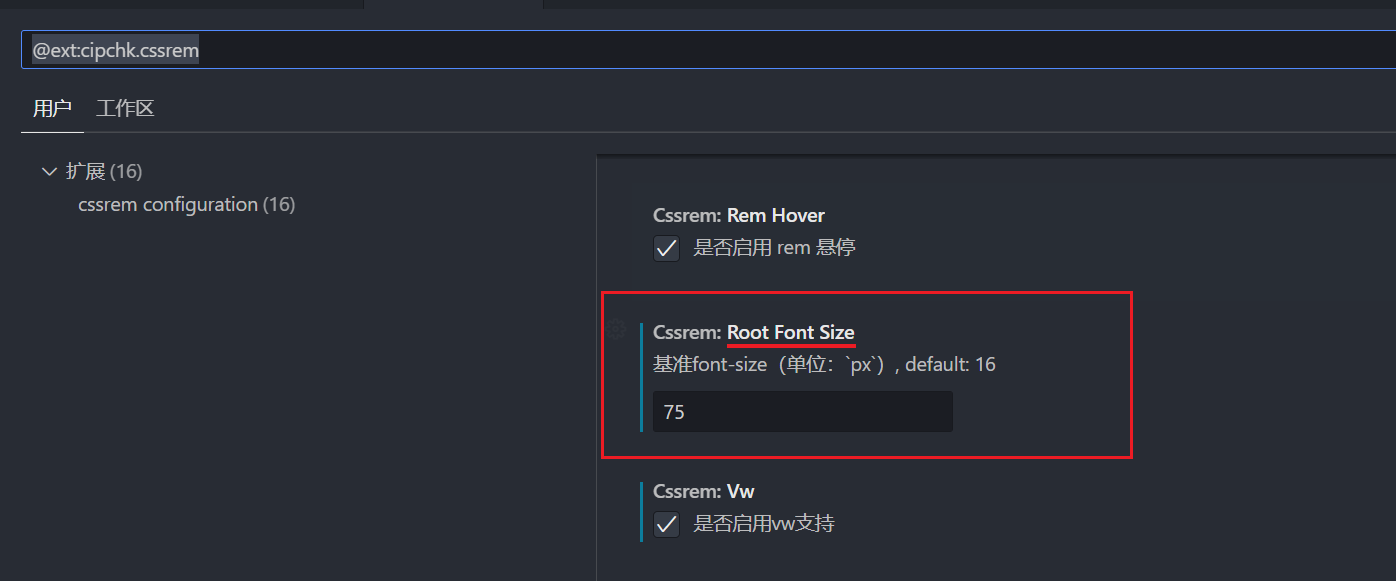 @ext:cipchk.cssrem
用户 工作区
扩展 (16)
cssrem configuration (16)
Cssrem: Rem Hover
是否启用 rem 悬停
Cssrem: Root Font Size
基准font-size（单位：`px`）, default: 16
75
Cssrem: Vw
是否启用vw支持